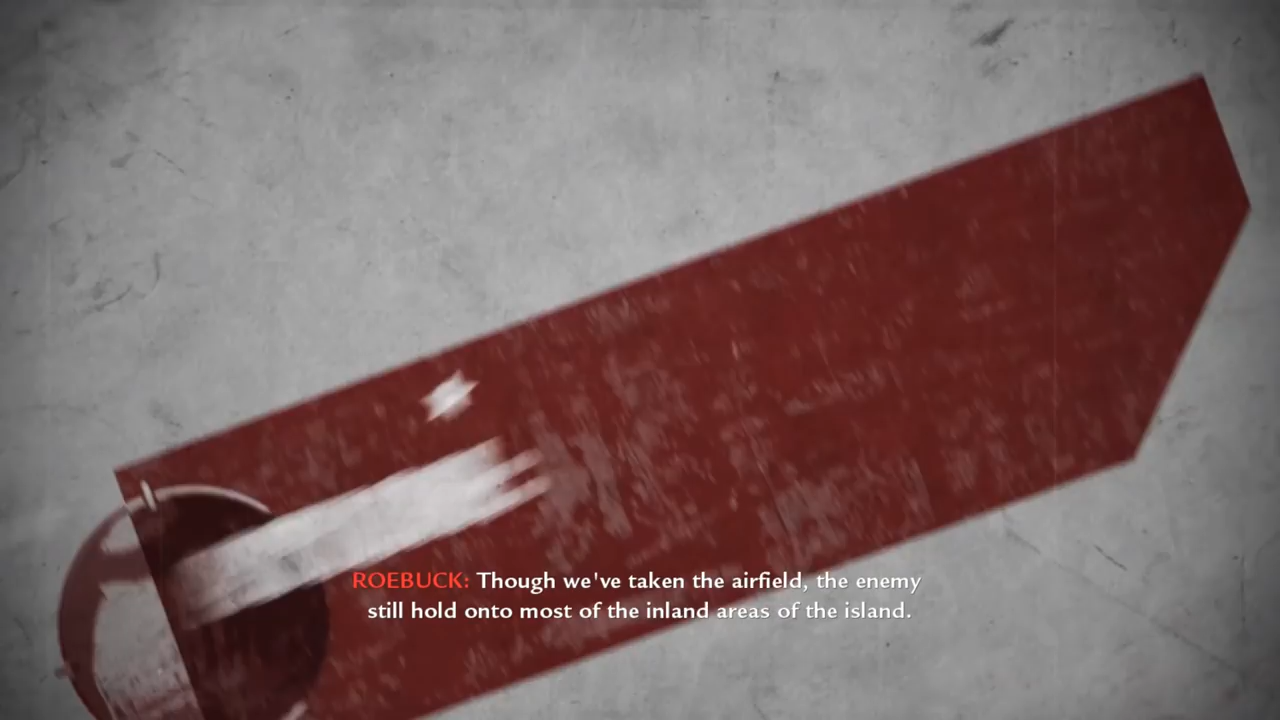 ROEBUCK: Though we've taken the airfield, the enemy
still hold onto most of the inland areas of the island.